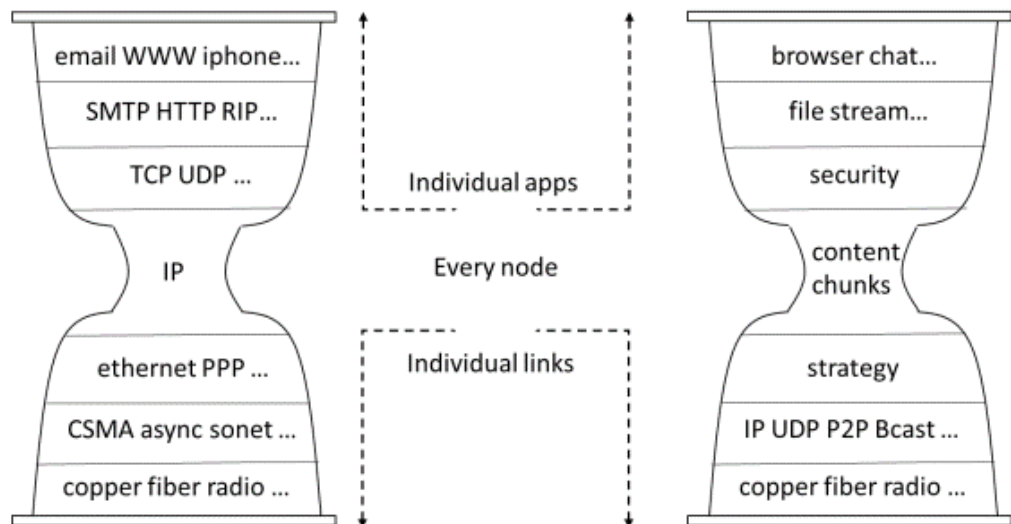 email WWW iphone...
SMTP HTTP RIP...
TCP UDP ...
IP
ethernet PPP ...
CSMA async sonet ...
copper fiber radio ...
Individual apps
Every node
Individual links
browser chat...
file stream...
security
content
chunks
strategy
IP UDP P2P Bcast ...
copper fiber radio ...